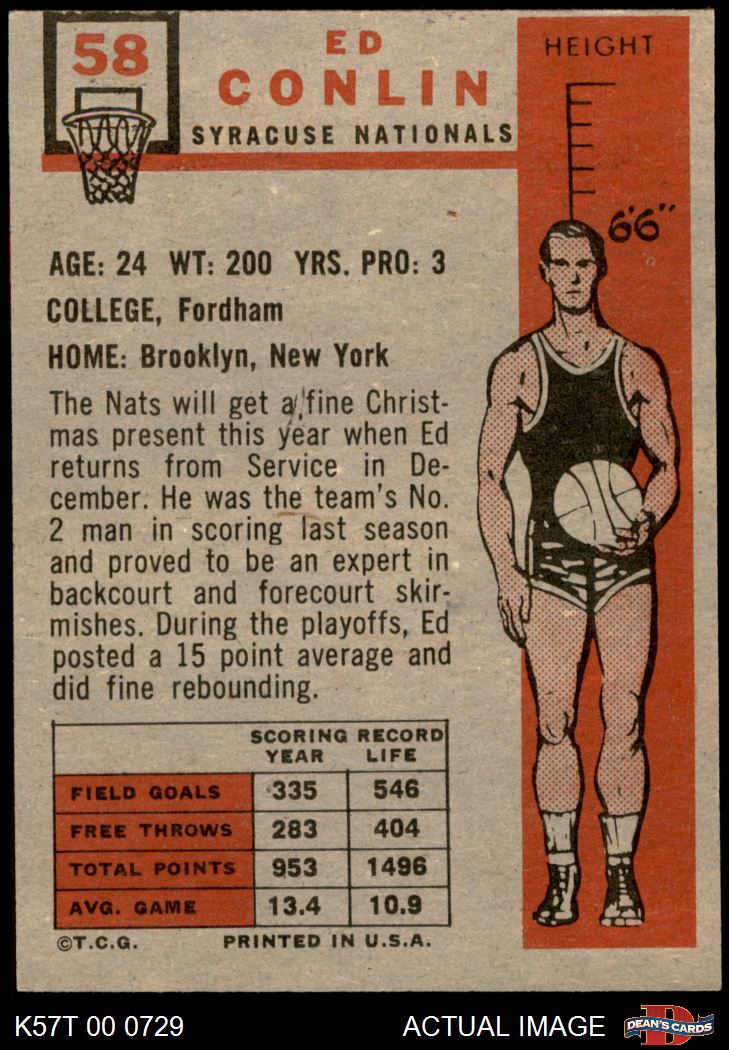 58
ED
CONLIN
SYRACUSE NATIONALS
HEIGHT
6'6"
AGE: 24 WT: 200 YRS. PRO: 3
COLLEGE, Fordham
HOME: Brooklyn, New York
The Nats will get a fine Christ-
mas present this year when Ed
returns from Service in De-
cember. He was the team's No.
2 man in scoring last season
and proved to be an expert in
backcourt and forecourt skir-
mishes. During the playoffs, Ed
posted a 15 point average and
did fine rebounding.
SCORING RECORD
YEAR LIFE
FIELD GOALS 335 546
FREE THROWS 283 404
TOTAL POINTS 953 1496
AVG. GAME 13.4 10.9
©T.C.G. PRINTED IN U.S.A.
K57T 00 0729 ACTUAL IMAGE
D
DEAN'S CARDS